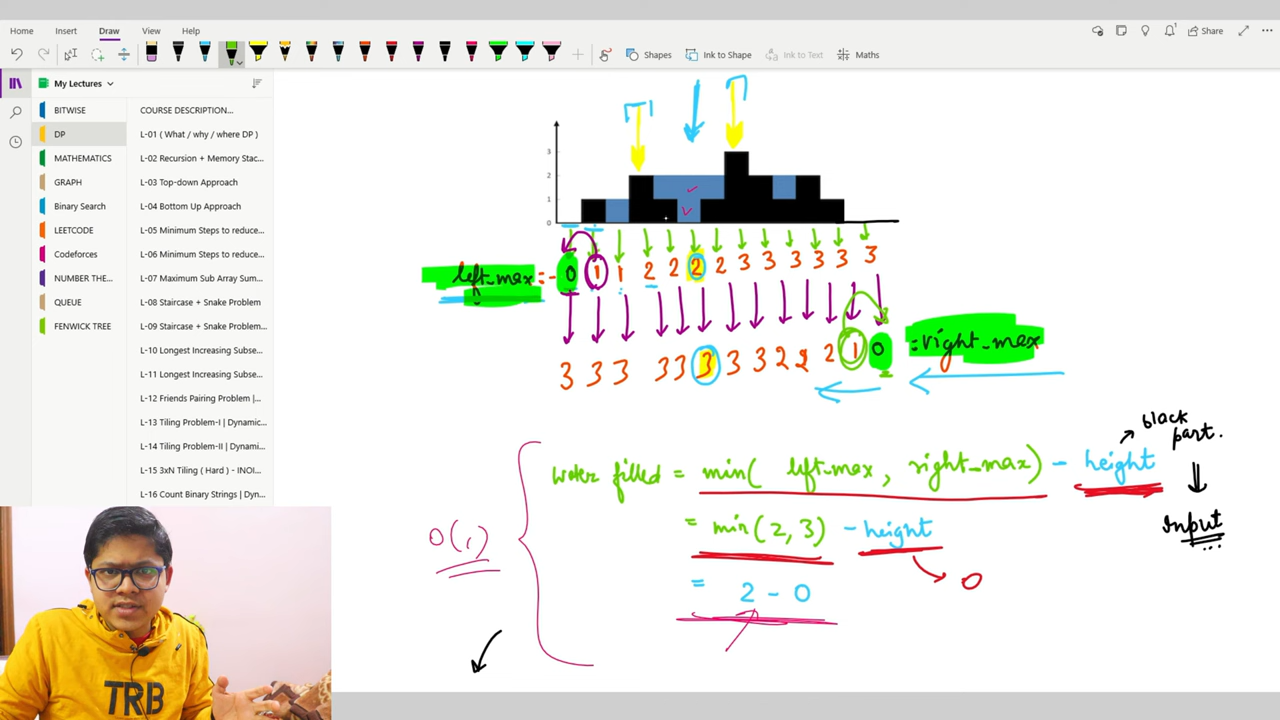 Home Insert Draw View Help
Share
Shapes Ink to Shape Ink to Text Maths
My Lectures
BITWISE
DP
MATHEMATICS
GRAPH
Binary Search
LEETCODE
Codeforces
NUMBER THE...
QUEUE
FENWICK TREE
COURSE DESCRIPTION...
L-01 ( What / why / where DP )
L-02 Recursion + Memory Stac...
L-03 Top-down Approach
L-04 Bottom Up Approach
L-05 Minimum Steps to reduce...
L-06 Minimum Steps to reduce...
L-07 Maximum Sub Array Sum...
L-08 Staircase + Snake Problem
L-09 Staircase + Snake Problem...
L-10 Longest Increasing Subse...
L-11 Longest Increasing Subse...
L-12 Friends Pairing Problem |...
L-13 Tiling Problem-I | Dynamic...
L-14 Tiling Problem-II | Dynami...
L-15 3xN Tiling ( Hard ) - INOI...
L-16 Count Binary Strings | Dyn...
3
2
1
0
left_max :- 0 1 1 2 2 2 2 3 3 3 3 3 3
3 3 3 3 3 3 3 3 2 2 2 1 0 = right_max
black part.
water filled = min( left_max , right_max) - height
Input
= min( 2, 3) - height
O(1)
0
= 2 - 0
TRB